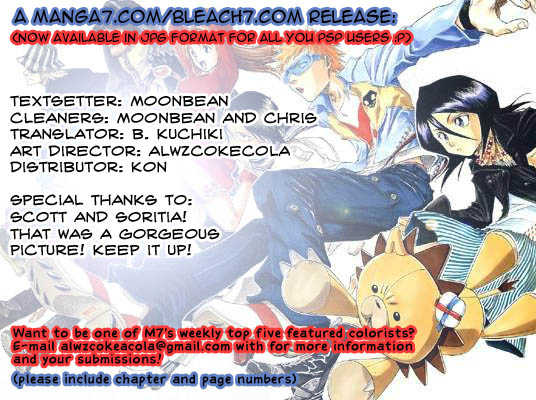 A MANGA7.COM/BLEACH7.COM RELEASE:
(NOW AVAILABLE IN JPG FORMAT FOR ALL YOU PSP USERS ;P)
TEXTSETTER: MOONBEAN
CLEANERS: MOONBEAN AND CHRIS
TRANSLATOR: B. KUCHIKI
ART DIRECTOR: ALWZCOKECOLA
DISTRIBUTOR: KON
SPECIAL THANKS TO:
SCOTT AND SORITIA!
THAT WAS A GORGEOUS
PICTURE! KEEP IT UP!
Want to be one of M7's weekly top five featured colorists?
E-mail alwzcokeacola@gmail.com with for more information
and your submissions!
(please include chapter and page numbers)